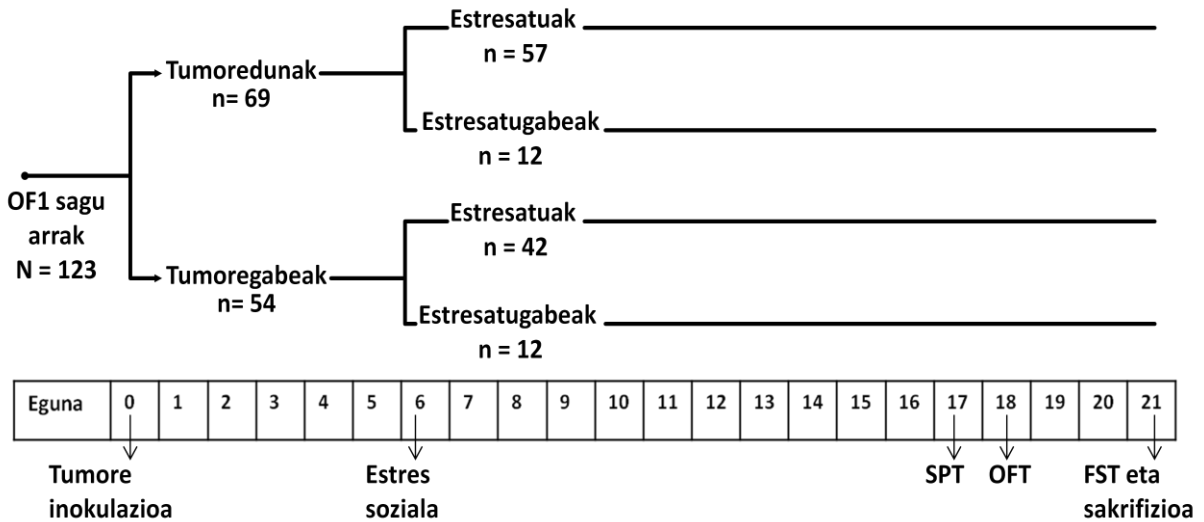 Estresatuak
n = 57
Tumoredunak
n= 69
Estresatugabeak
n = 12
OF1 sagu
arrak
N = 123
Estresatuak
n = 42
Tumoregabeak
n= 54
Estresatugabeak
n = 12
Eguna 0 1 2 3 4 5 6 7 8 9 10 11 12 13 14 15 16 17 18 19 20 21
Tumore
inokulazioa
Estres
soziala
SPT
OFT
FST eta
sakrifizioa